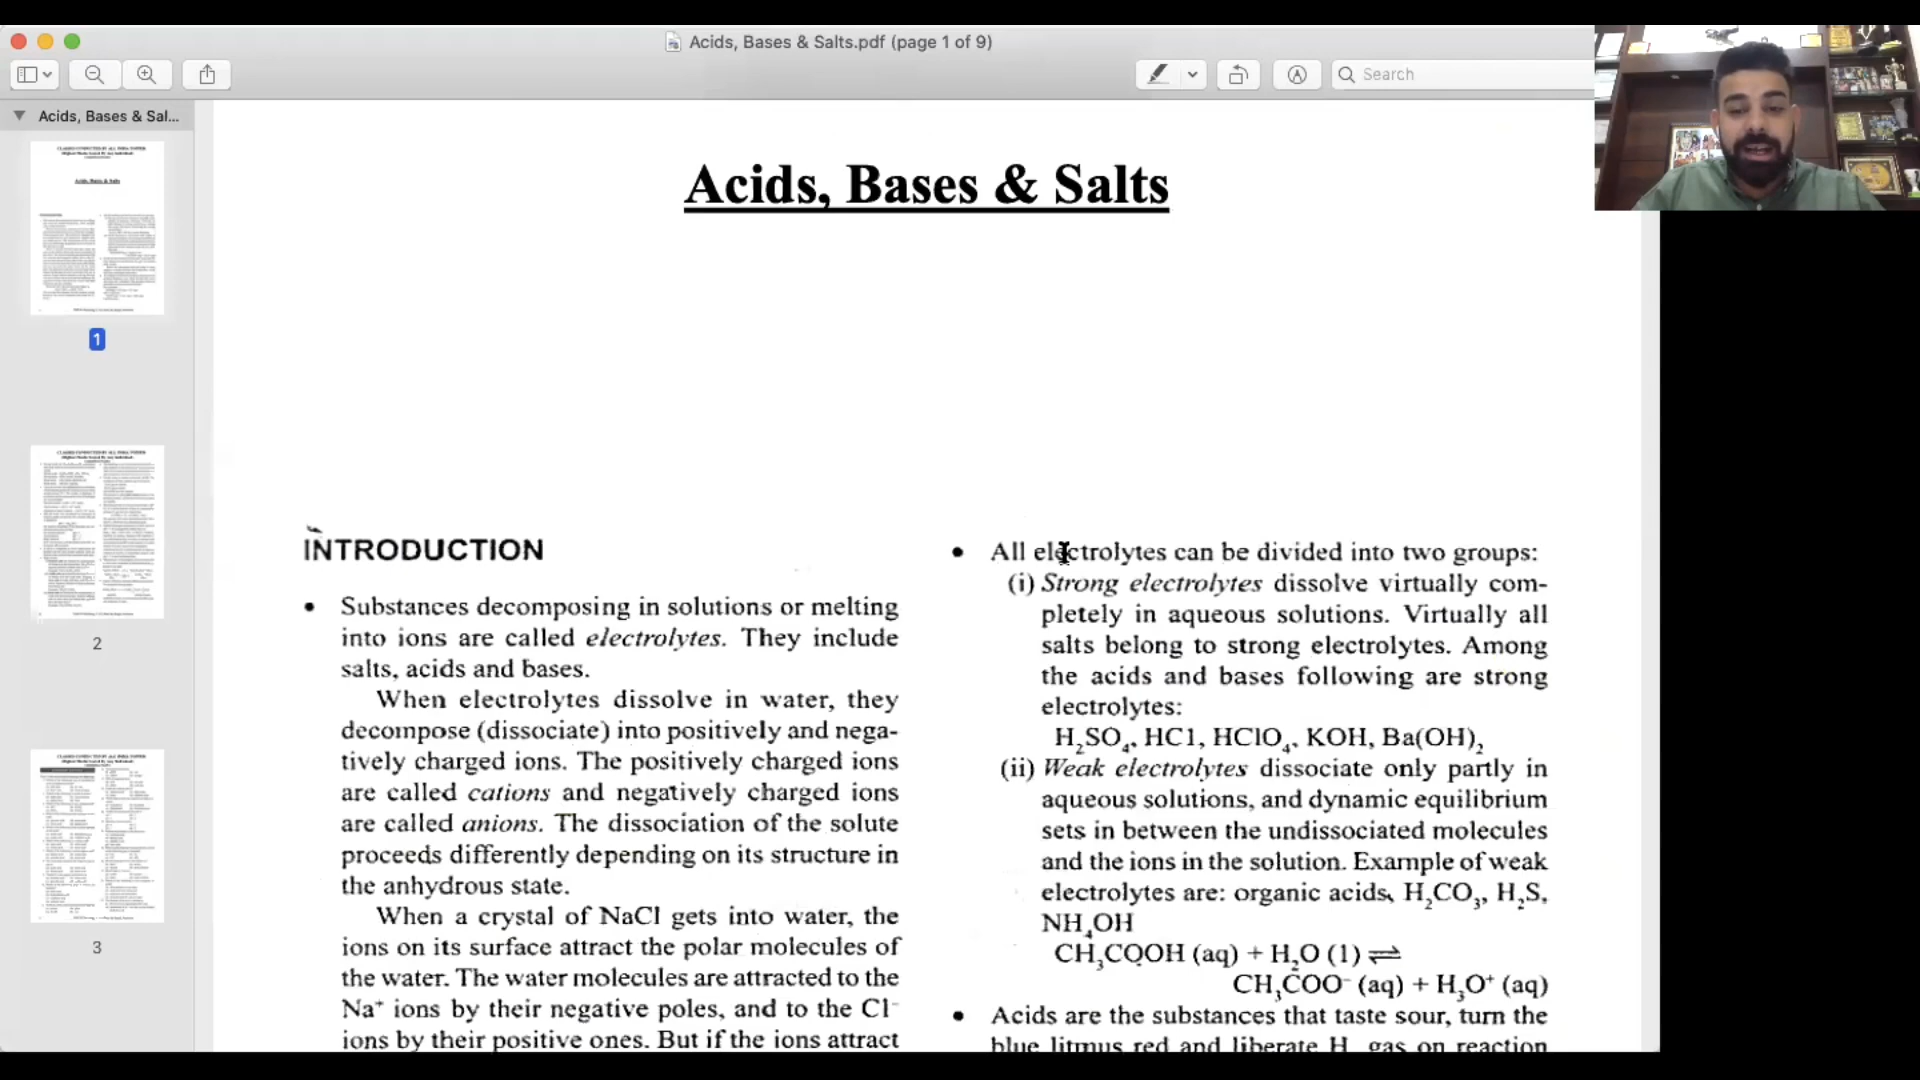 Acids, Bases & Salts.pdf (page 1 of 9)
Search
Acids, Bases & Sal...
1
2
3
Acids, Bases & Salts
INTRODUCTION
• Substances decomposing in solutions or melting
into ions are called electrolytes. They include
salts, acids and bases.
When electrolytes dissolve in water, they
decompose (dissociate) into positively and nega-
tively charged ions. The positively charged ions
are called cations and negatively charged ions
are called anions. The dissociation of the solute
proceeds differently depending on its structure in
the anhydrous state.
When a crystal of NaCl gets into water, the
ions on its surface attract the polar molecules of
the water. The water molecules are attracted to the
Na⁺ ions by their negative poles, and to the Cl⁻
ions by their positive ones. But if the ions attract
• All electrolytes can be divided into two groups:
(i) Strong electrolytes dissolve virtually com-
pletely in aqueous solutions. Virtually all
salts belong to strong electrolytes. Among
the acids and bases following are strong
electrolytes:
H₂SO₄, HC1, HClO₄, KOH, Ba(OH)₂
(ii) Weak electrolytes dissociate only partly in
aqueous solutions, and dynamic equilibrium
sets in between the undissociated molecules
and the ions in the solution. Example of weak
electrolytes are: organic acids, H₂CO₃, H₂S,
NH₄OH
CH₃COOH (aq) + H₂O (1) ⇌
CH₃COO⁻ (aq) + H₃O⁺ (aq)
• Acids are the substances that taste sour, turn the
blue litmus red and liberate H₂ gas on reaction